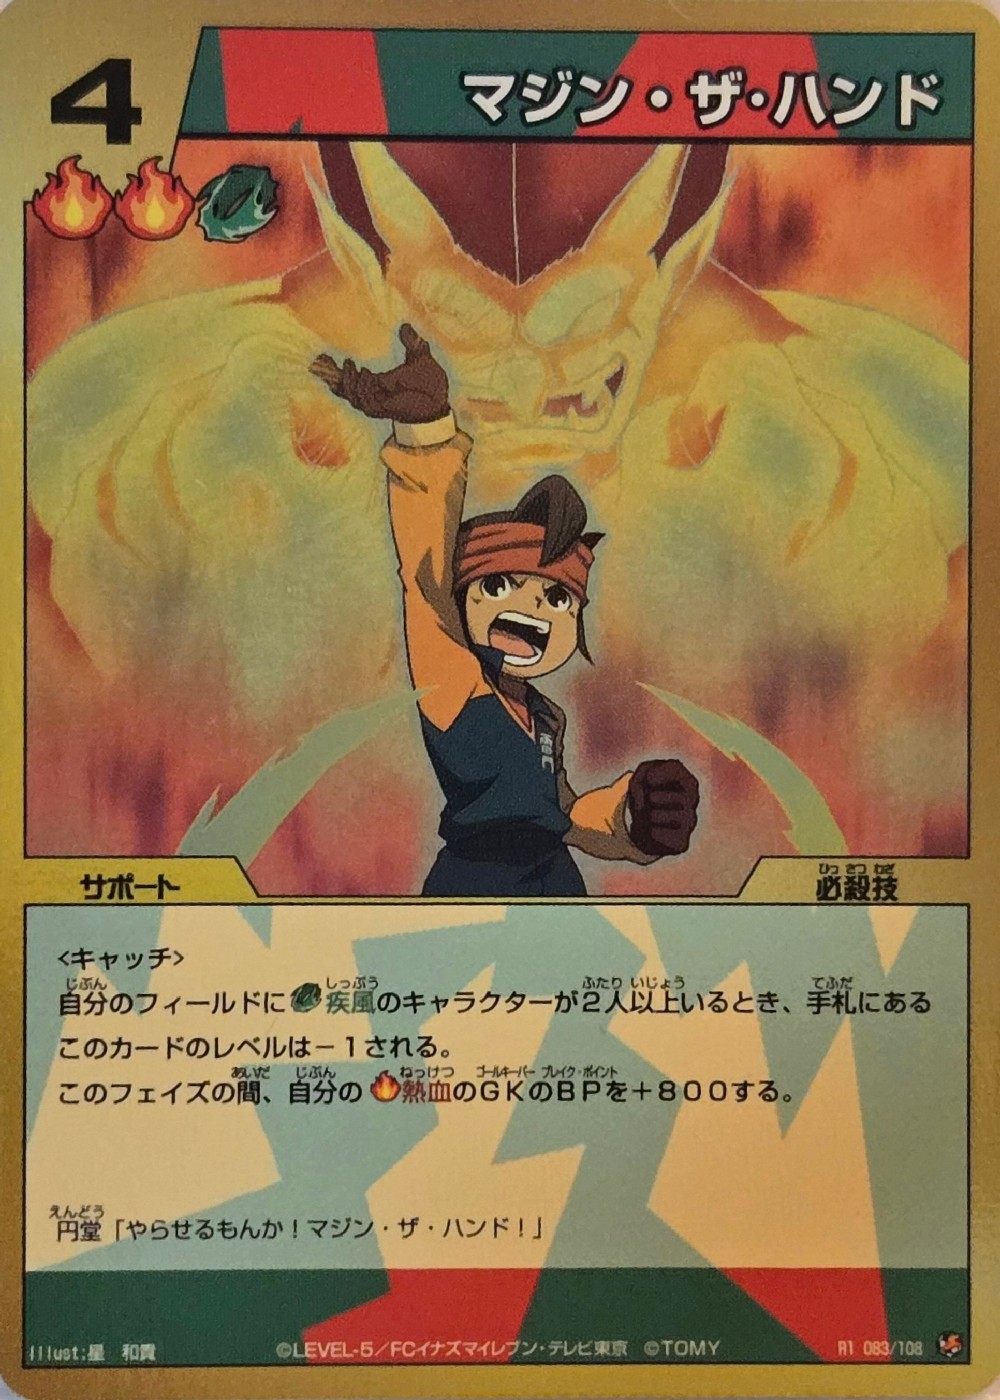 4
マジン・ザ・ハンド
サポート
ひっさつわざ
必殺技
<キャッチ>
じぶん しっぷう ふたり いじょう てふだ
自分のフィールドに疾風のキャラクターが2人以上いるとき、手札にある
このカードのレベルは－1される。
あいだ じぶん ねっけつ ゴールキーパー ブレイク・ポイント
このフェイズの間、自分の熱血のGKのBPを＋800する。
えんどう
円堂「やらせるもんか！マジン・ザ・ハンド！」
Illust:星 和貴 ©LEVEL-5/FCイナズマイレブン・テレビ東京 ©TOMY R1 083/108